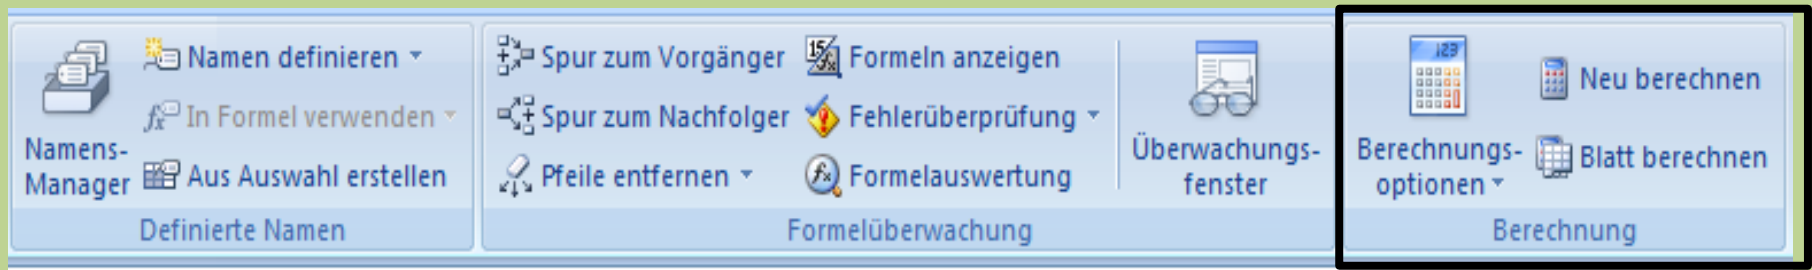 Namens-
Manager
Namen definieren
In Formel verwenden
Aus Auswahl erstellen
Definierte Namen
Spur zum Vorgänger
Spur zum Nachfolger
Pfeile entfernen
Formeln anzeigen
Fehlerüberprüfung
Formelauswertung
Überwachungs-
fenster
Formelüberwachung
123
Berechnungs-
optionen
Neu berechnen
Blatt berechnen
Berechnung